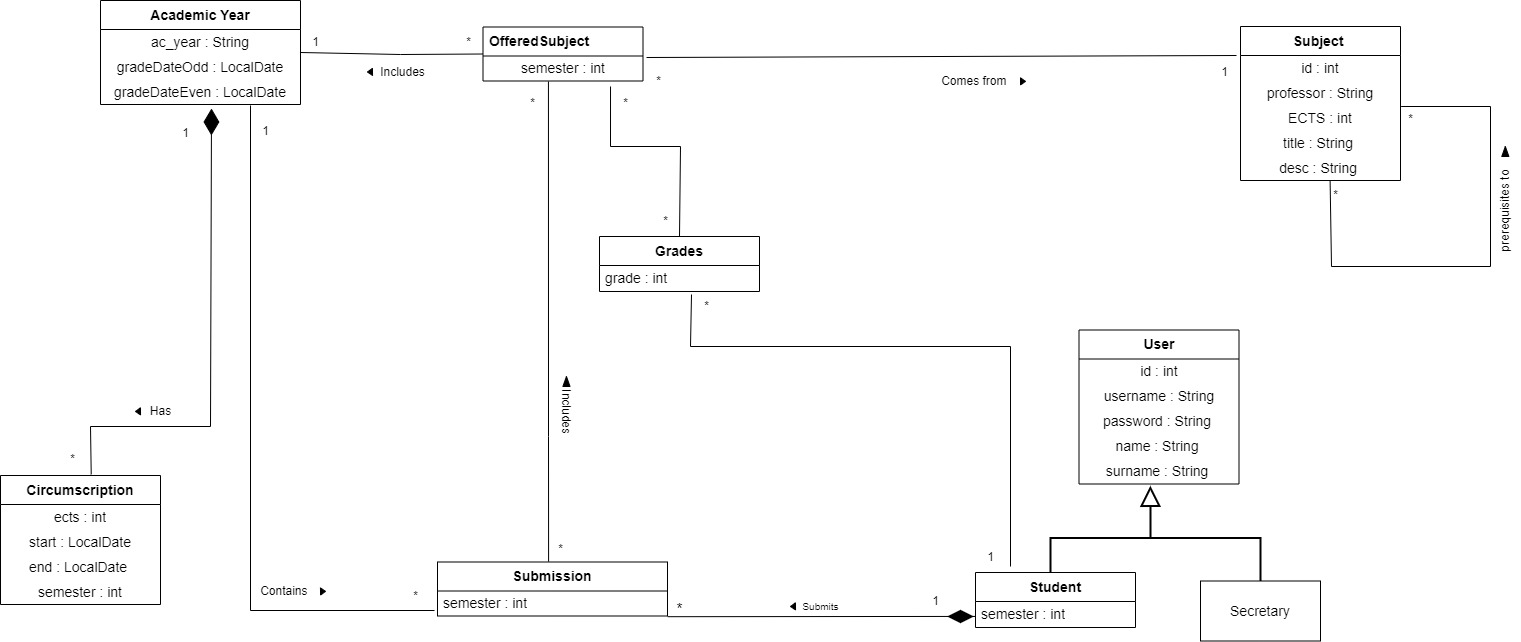 Academic Year
ac_year : String
gradeDateOdd : LocalDate
gradeDateEven : LocalDate
1
*
Includes
OfferedSubject
semester : int
*
Comes from
1
Subject
id : int
professor : String
ECTS : int
title : String
desc : String
*
*
prerequisites to
1
1
*
*
*
Grades
grade : int
*
Includes
User
id : int
username : String
password : String
name : String
surname : String
Has
*
Circumscription
ects : int
start : LocalDate
end : LocalDate
semester : int
Contains
*
*
Submission
semester : int
*
Submits
1
1
Student
semester : int
Secretary